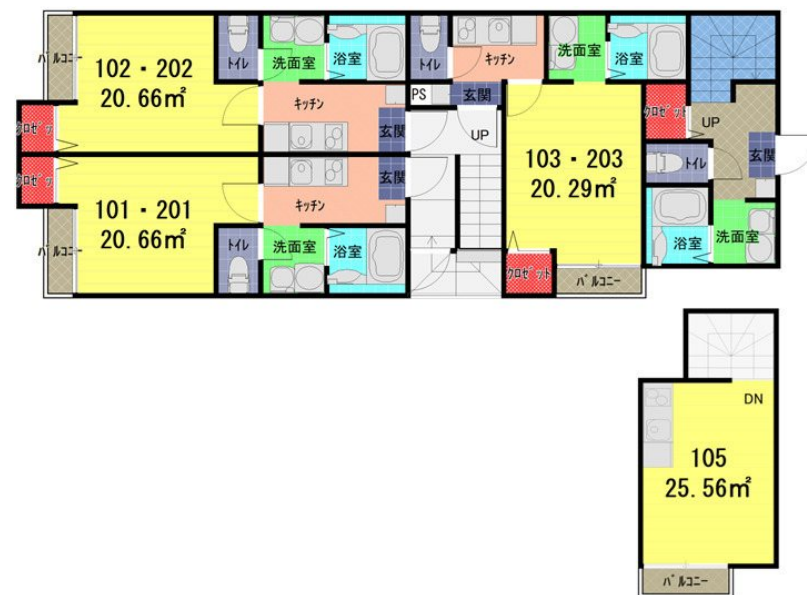 バルコニー
102・202
20.66㎡
トイレ
洗面室
浴室
クロゼット
キッチン
玄関
クロゼット
101・201
20.66㎡
キッチン
玄関
バルコニー
トイレ
洗面室
浴室
トイレ
キッチン
洗面室
浴室
PS
玄関
UP
103・203
20.29㎡
クロゼット
バルコニー
クロゼット
UP
トイレ
玄関
浴室
洗面室
DN
105
25.56㎡
バルコニー